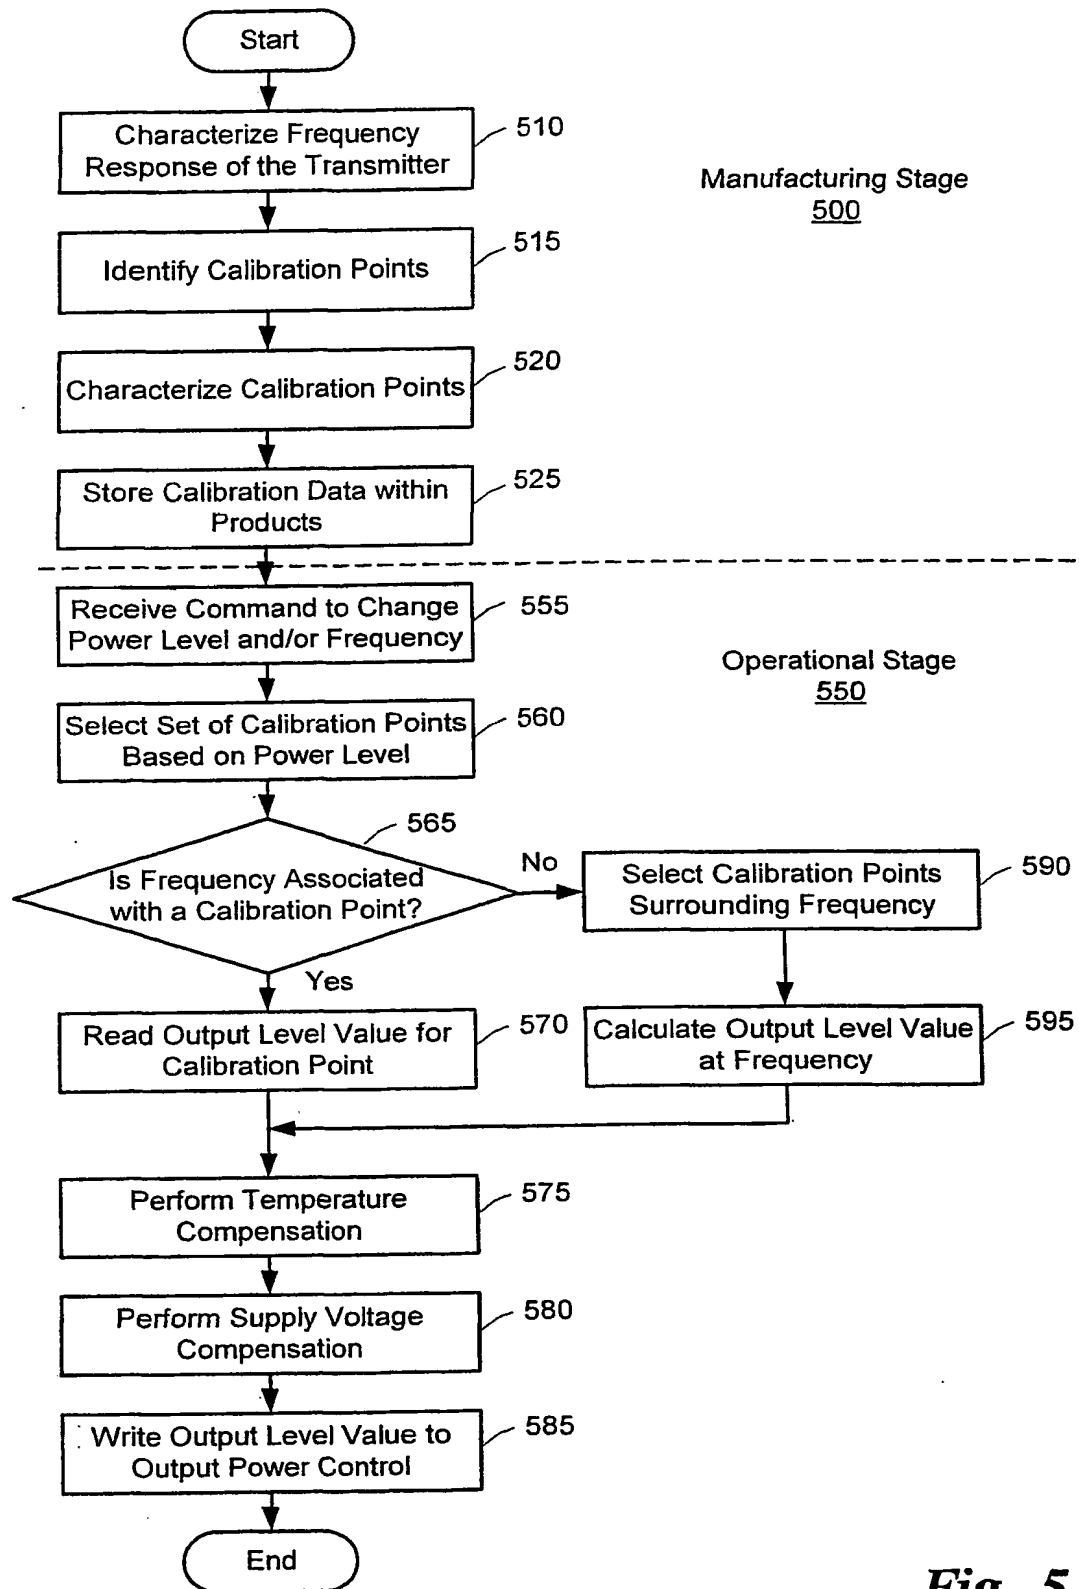 Start
Characterize Frequency
Response of the Transmitter
510
Manufacturing Stage
500
Identify Calibration Points
515
Characterize Calibration Points
520
Store Calibration Data within
Products
525
Receive Command to Change
Power Level and/or Frequency
555
Operational Stage
550
Select Set of Calibration Points
Based on Power Level
560
Is Frequency Associated
with a Calibration Point?
565
No
Select Calibration Points
Surrounding Frequency
590
Yes
Read Output Level Value for
Calibration Point
570
Calculate Output Level Value
at Frequency
595
Perform Temperature
Compensation
575
Perform Supply Voltage
Compensation
580
Write Output Level Value to
Output Power Control
585
End
Fig. 5